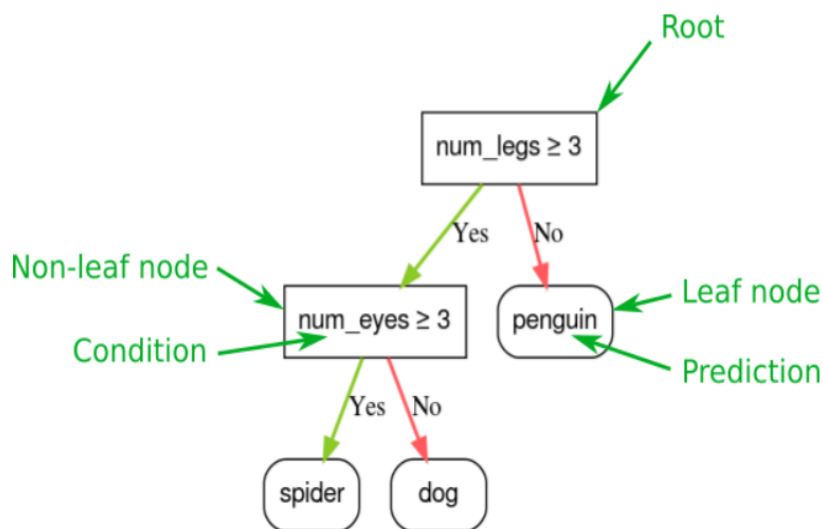 Root
num_legs ≥ 3
Yes
No
Non-leaf node
Leaf node
num_eyes ≥ 3
penguin
Condition
Prediction
Yes
No
spider
dog